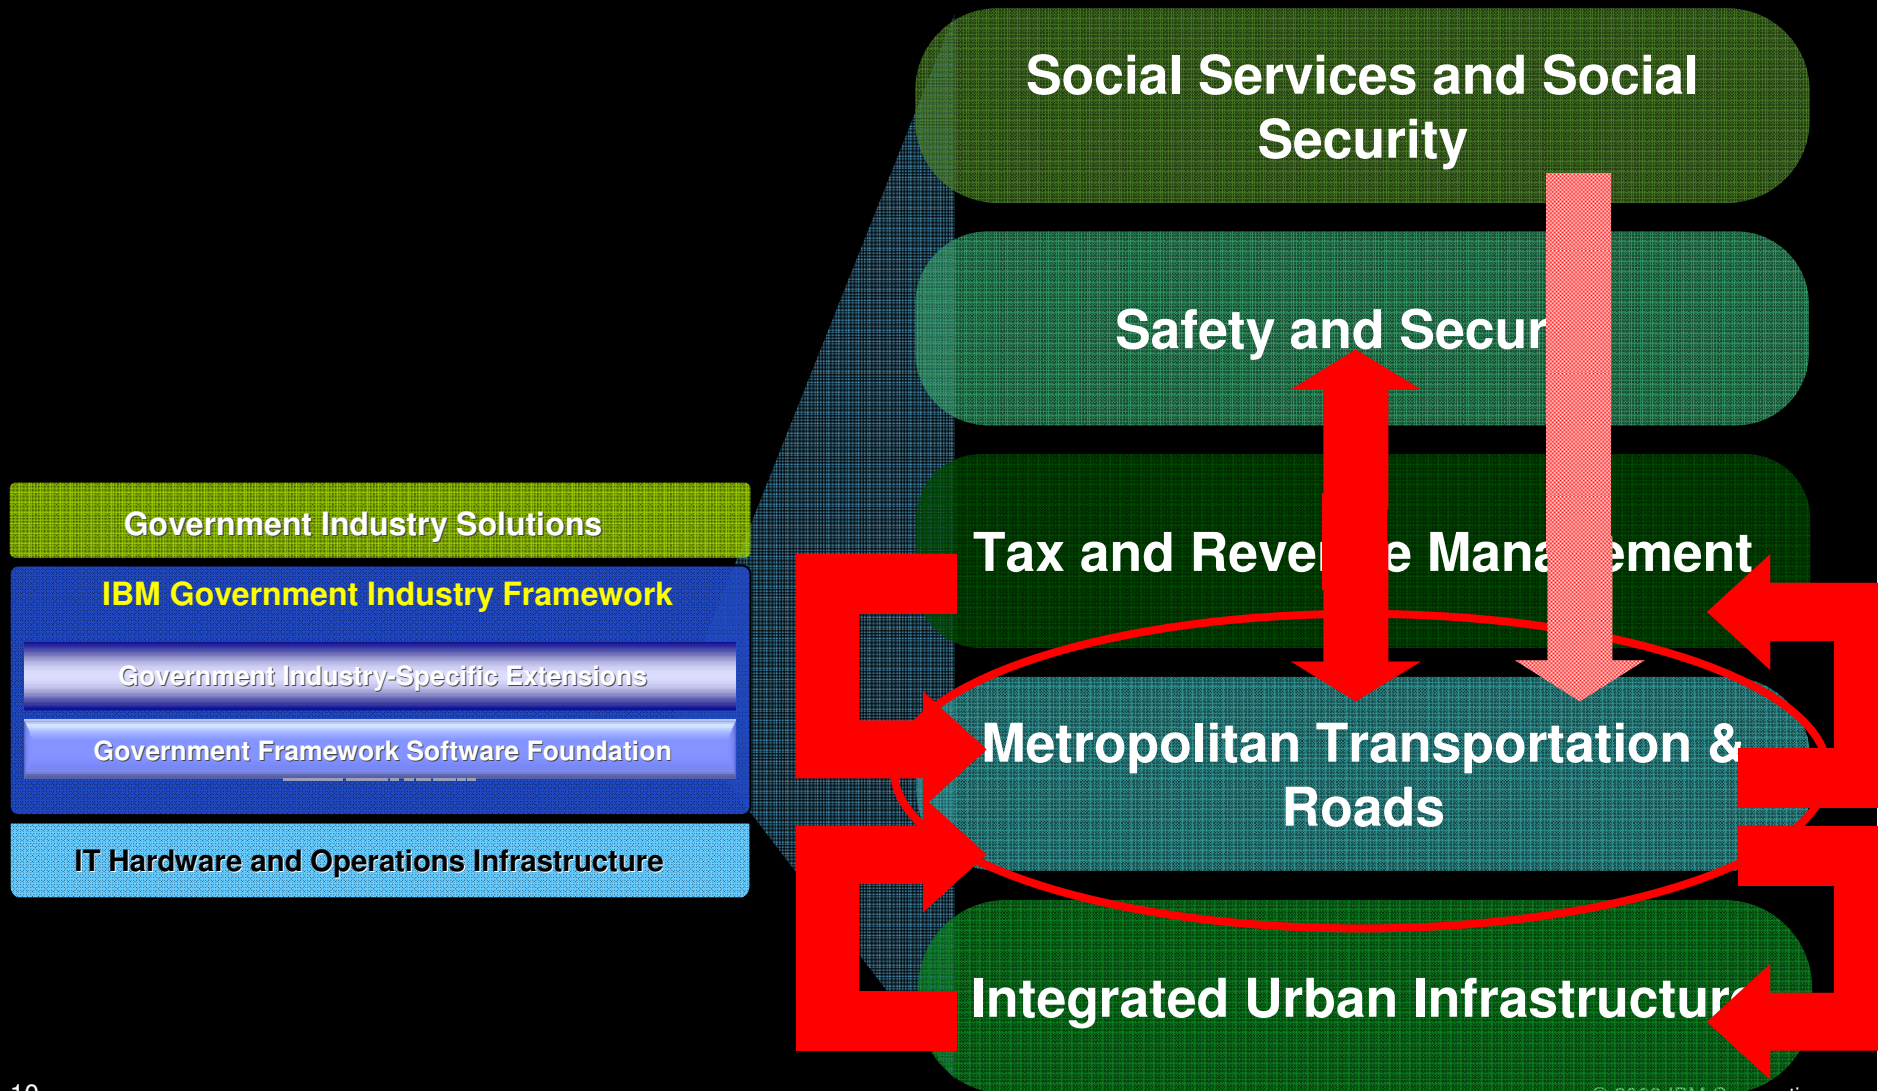 Social Services and Social
Security
Safety and Secur
Tax and Reve e Mana ement
Metropolitan Transportation &
Roads
Integrated Urban Infrastructure
Government Industry Solutions
IBM Government Industry Framework
Government Industry-Specific Extensions
Government Framework Software Foundation
IT Hardware and Operations Infrastructure